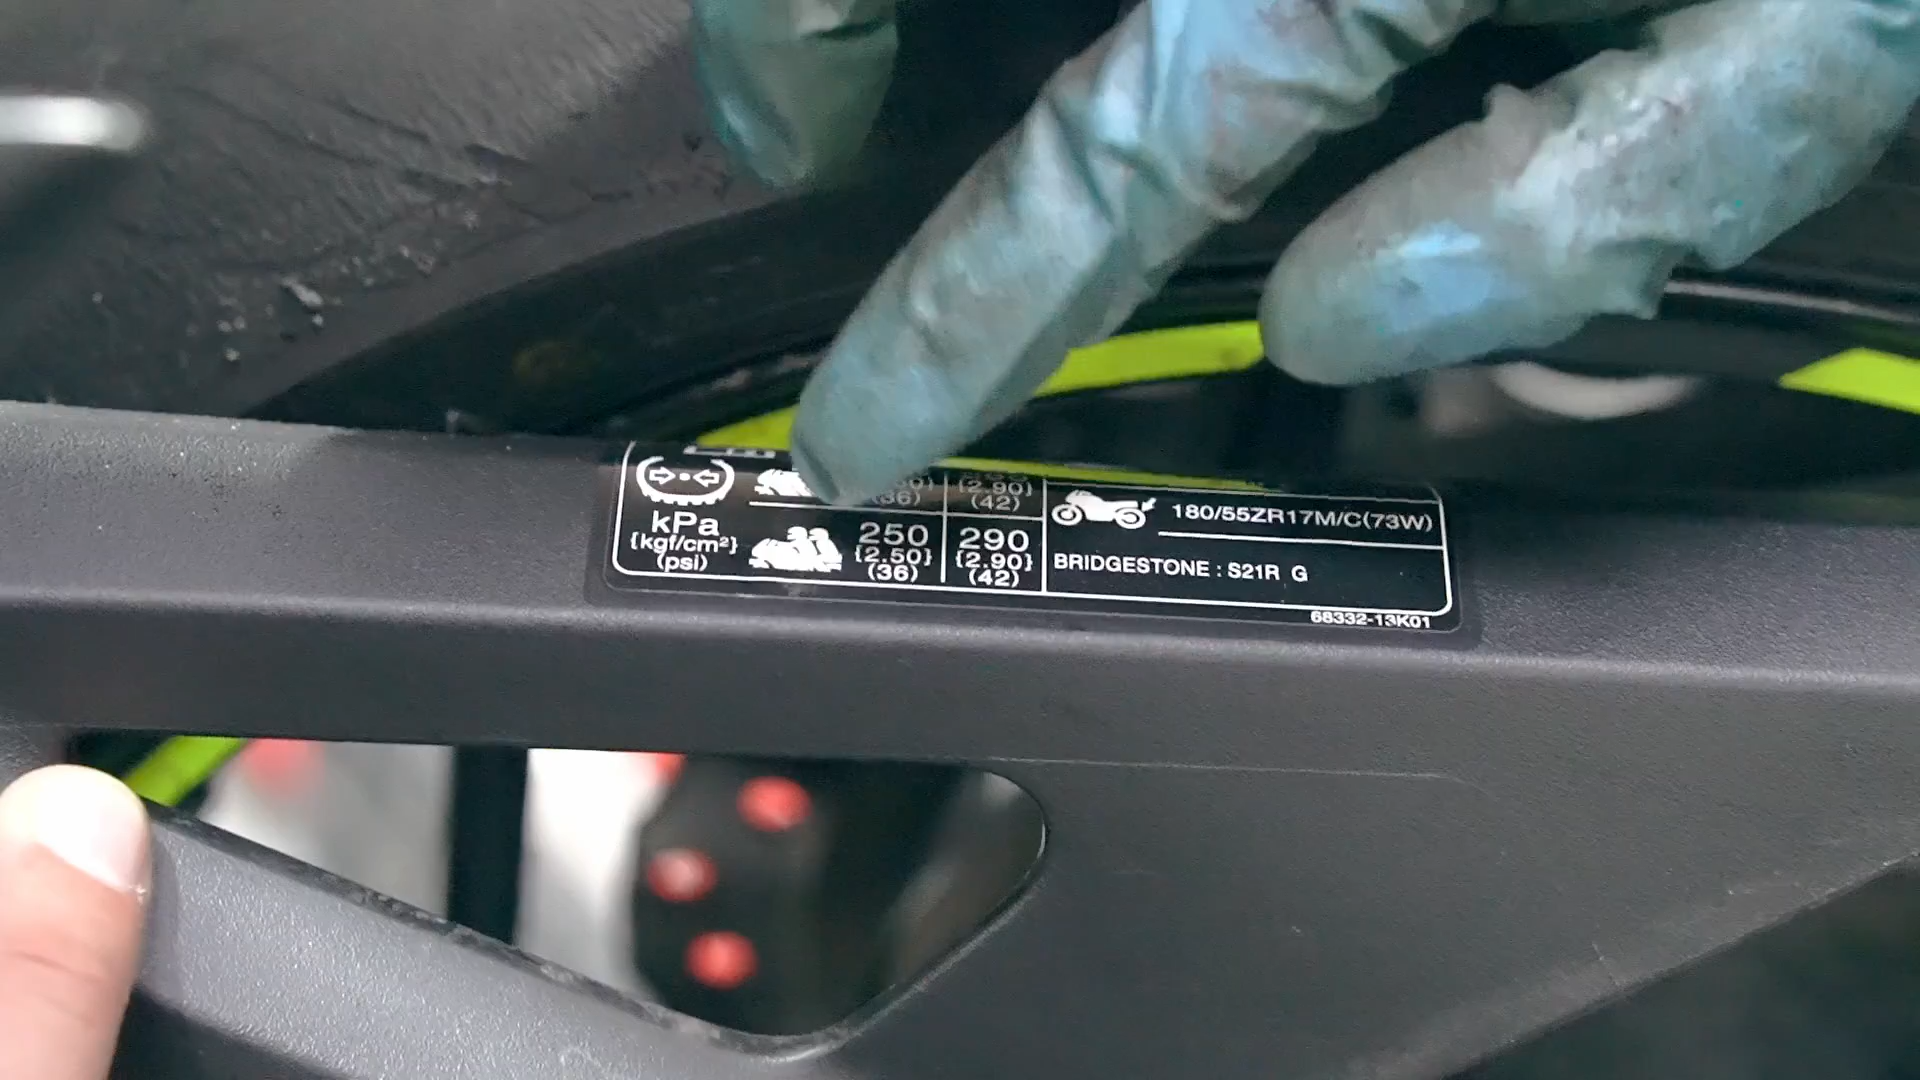 (36)
{2.90}
(42)
180/55ZR17M/C(73W)
kPa
{kgf/cm²}
(psi)
250
{2.50}
(36)
290
{2.90}
(42)
BRIDGESTONE : S21R G
68332-13K01